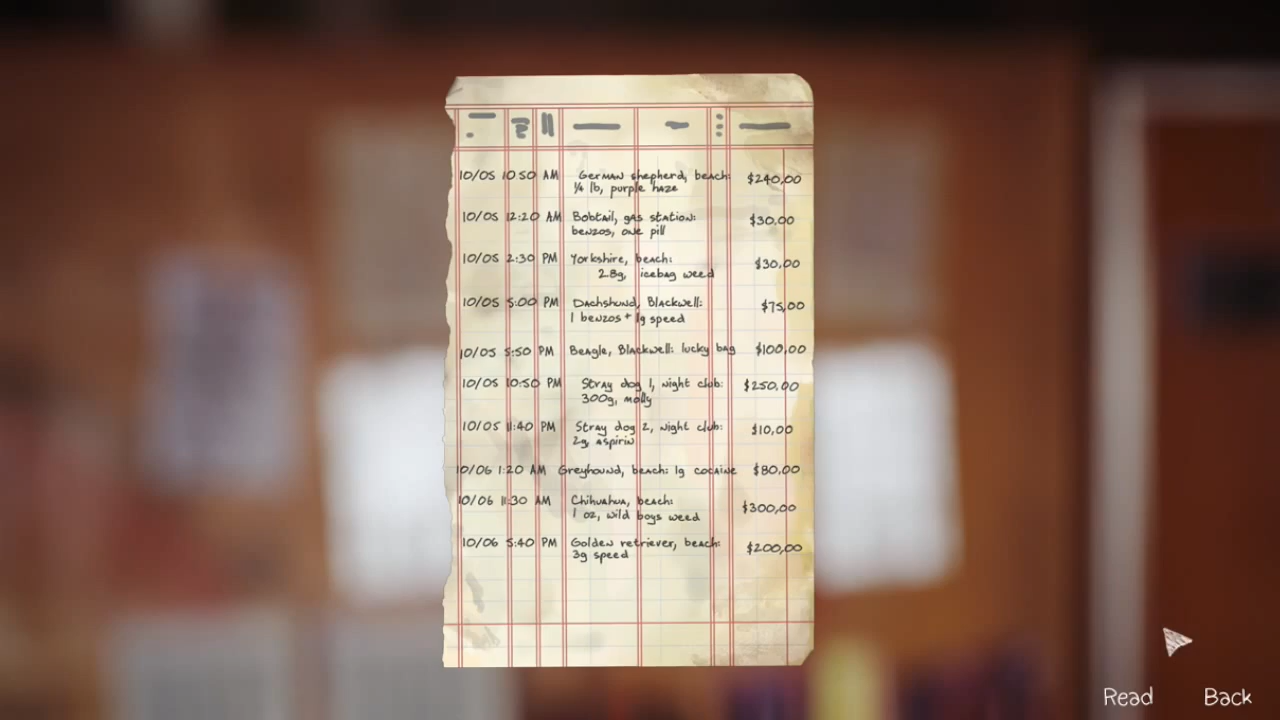 10/05 10 50 AM German shepherd, beach: $240,00
1/4 lb, purple haze
10/05 12:20 AM Bobtail, gas station: $30.00
benzos, one pill
10/05 2:30 PM Yorkshire, beach: $30,00
2.8g, icebag weed
10/05 5:00 PM Dachshund, Blackwell: $75,00
1 benzos + 1g speed
10/05 5:50 PM Beagle, Blackwell: lucky bag $100,00
10/05 10:50 PM Stray dog 1, night club: $250,00
300g, molly
10/05 11:40 PM Stray dog 2, night club: $10,00
2g, aspirin
10/06 1:20 AM Greyhound, beach: 1g cocaine $80.00
10/06 11:30 AM Chihuahua, beach: $300,00
1 oz, wild boys weed
10/06 5:40 PM Golden retriever, beach: $200,00
3g speed
Read Back